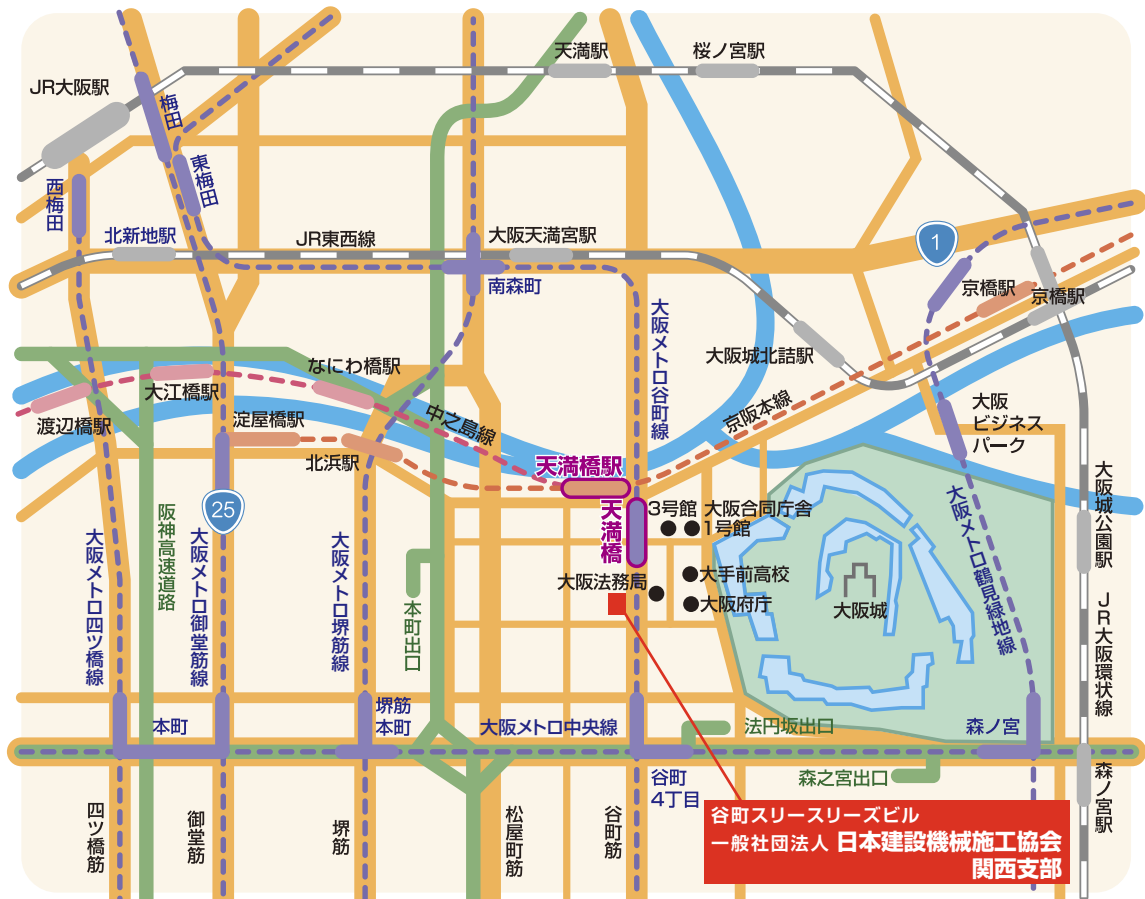 天満駅
桜ノ宮駅
JR大阪駅
梅田
東梅田
西梅田
北新地駅
JR東西線
大阪天満宮駅
南森町
1
京橋駅
京橋駅
大阪メトロ谷町線
大阪城北詰駅
なにわ橋駅
大江橋駅
渡辺橋駅
淀屋橋駅
北浜駅
中之島線
京阪本線
大阪
ビジネス
パーク
天満橋駅
天満橋
25
3号館
大阪合同庁舎
1号館
大手前高校
大阪法務局
大阪府庁
大阪城
大阪城公園駅
大阪メトロ鶴見緑地線
JR大阪環状線
阪神高速道路
大阪メトロ四ツ橋線
大阪メトロ御堂筋線
大阪メトロ堺筋線
本町出口
本町
堺筋
本町
大阪メトロ中央線
法円坂出口
森ノ宮
谷町
4丁目
森之宮出口
森ノ宮駅
四ツ橋筋
御堂筋
堺筋
松屋町筋
谷町筋
谷町スリースリーズビル
一般社団法人 日本建設機械施工協会
関西支部